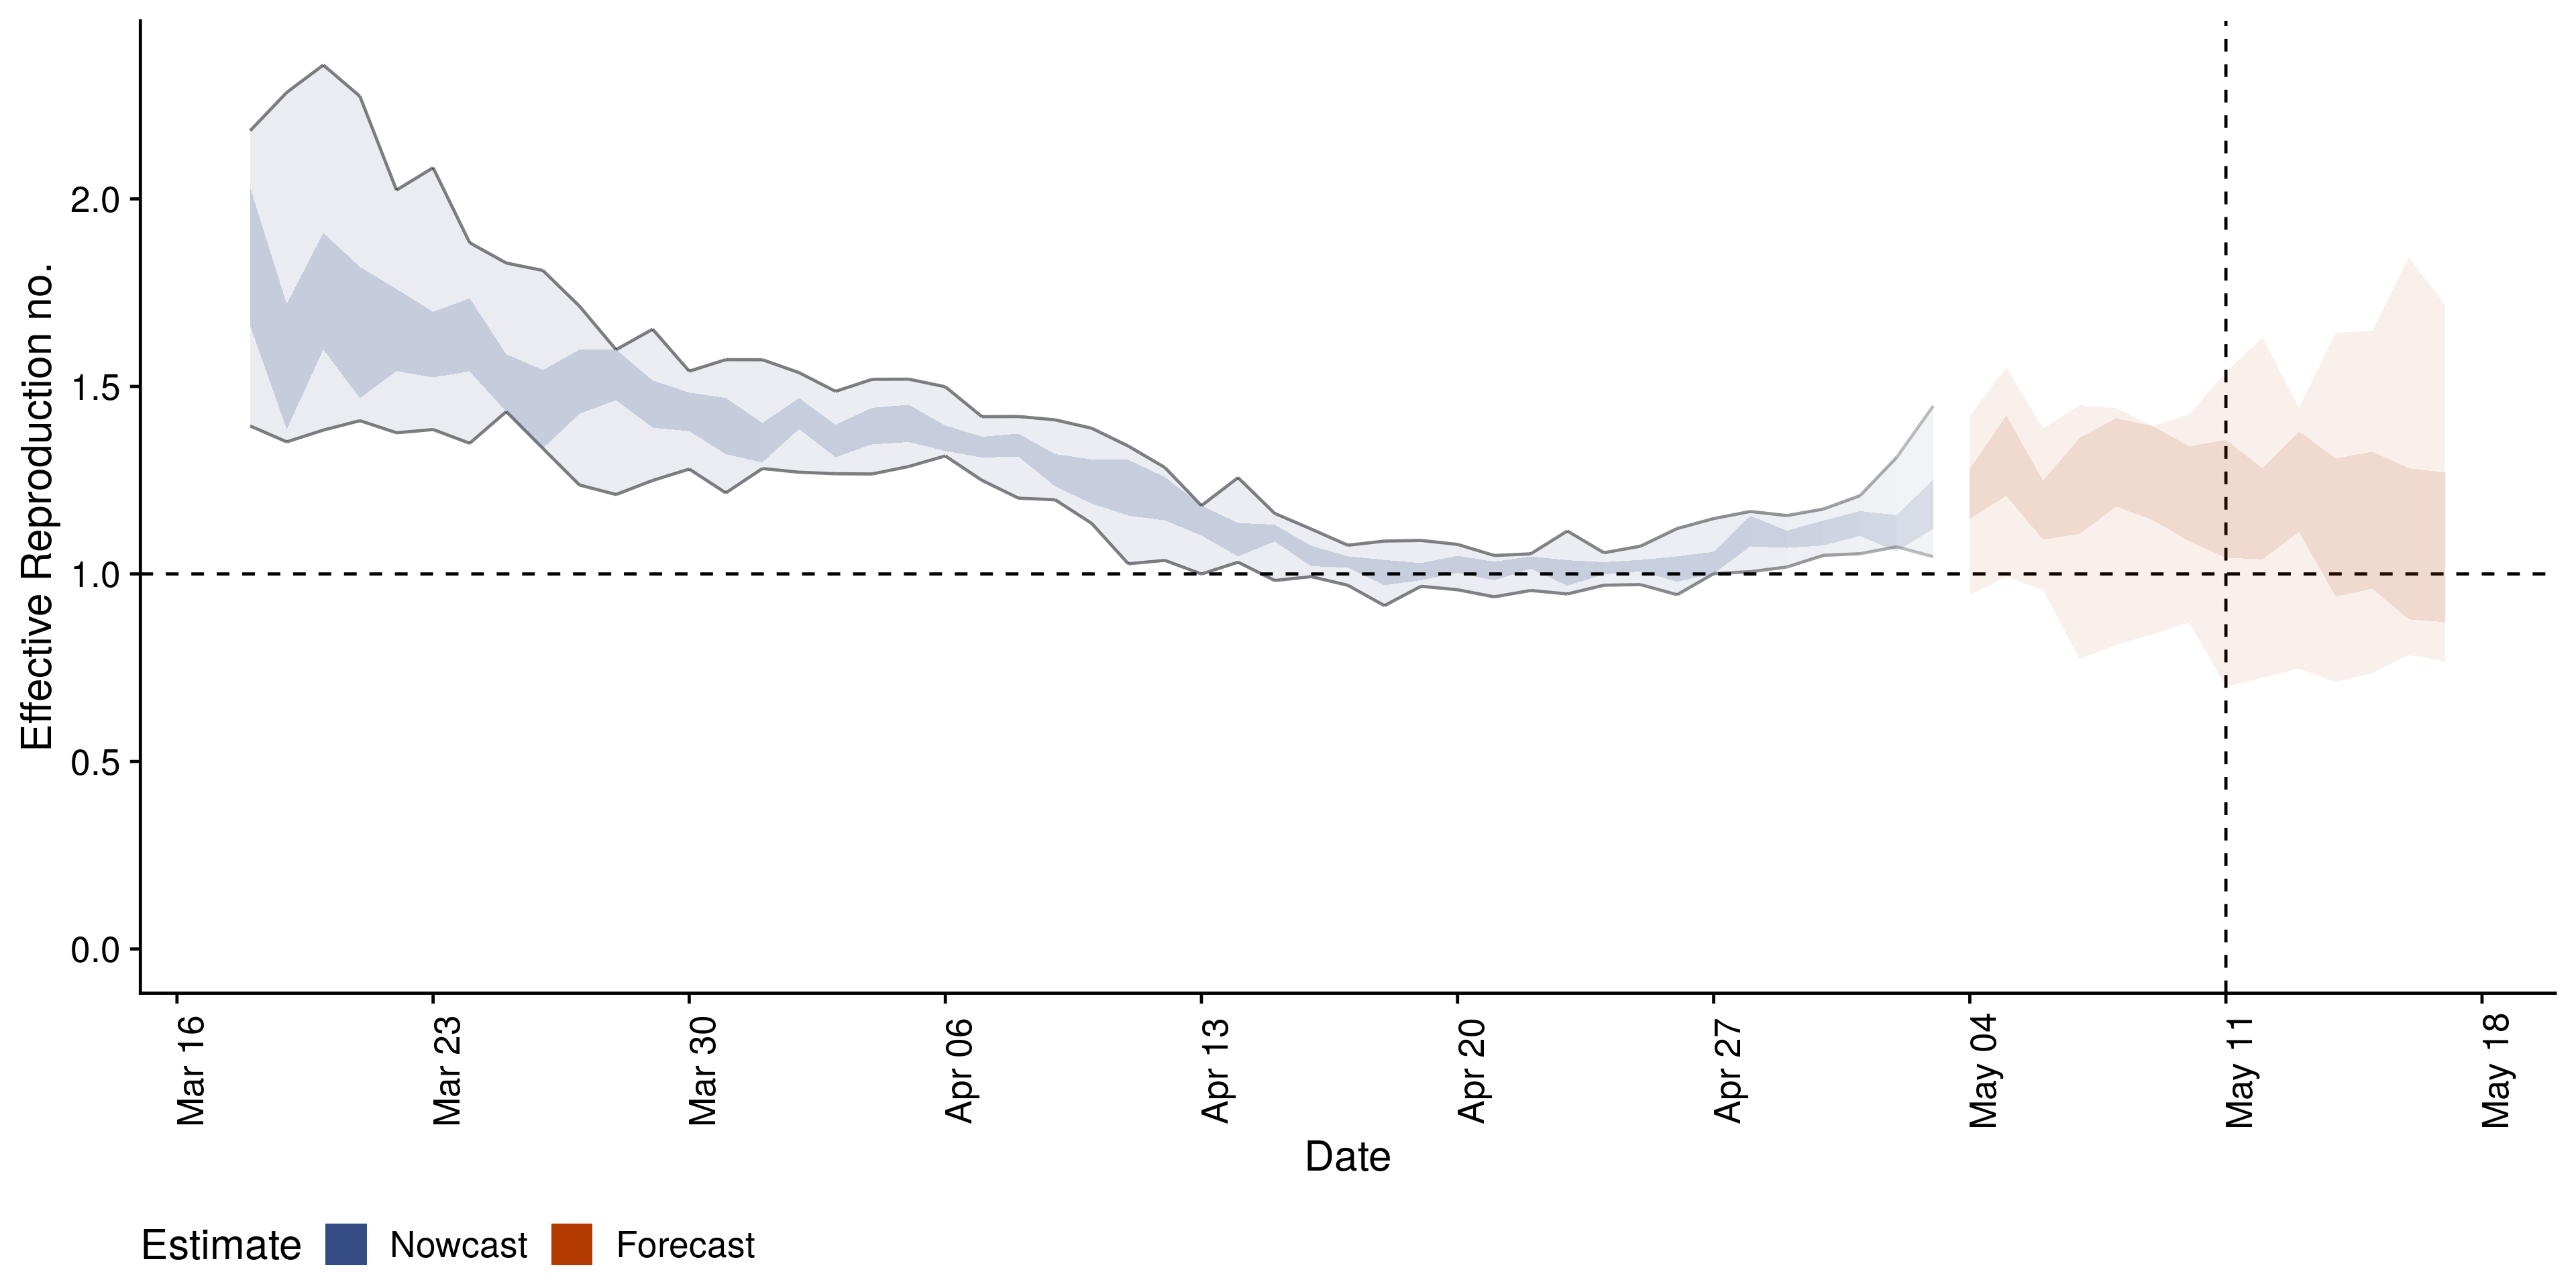 Effective Reproduction no.
2.0
1.5
1.0
0.5
0.0
Mar 16
Mar 23
Mar 30
Apr 06
Apr 13
Apr 20
Apr 27
May 04
May 11
May 18
Date
Estimate Nowcast Forecast